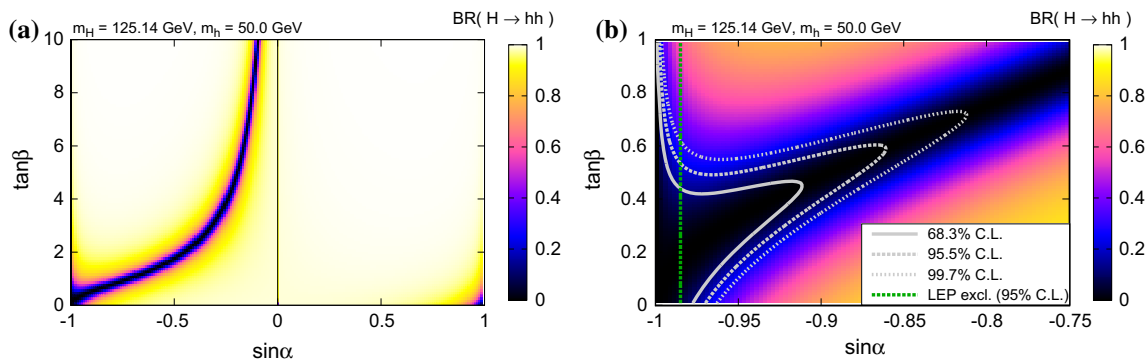 (a) m_H = 125.14 GeV, m_h = 50.0 GeV
BR( H → hh )
10
8
6
4
2
0
tanβ
-1 -0.5 0 0.5 1
sinα
1
0.8
0.6
0.4
0.2
0
(b) m_H = 125.14 GeV, m_h = 50.0 GeV
BR( H → hh )
1
0.8
0.6
0.4
0.2
0
tanβ
68.3% C.L.
95.5% C.L.
99.7% C.L.
LEP excl. (95% C.L.)
-1 -0.95 -0.9 -0.85 -0.8 -0.75
sinα
1
0.8
0.6
0.4
0.2
0